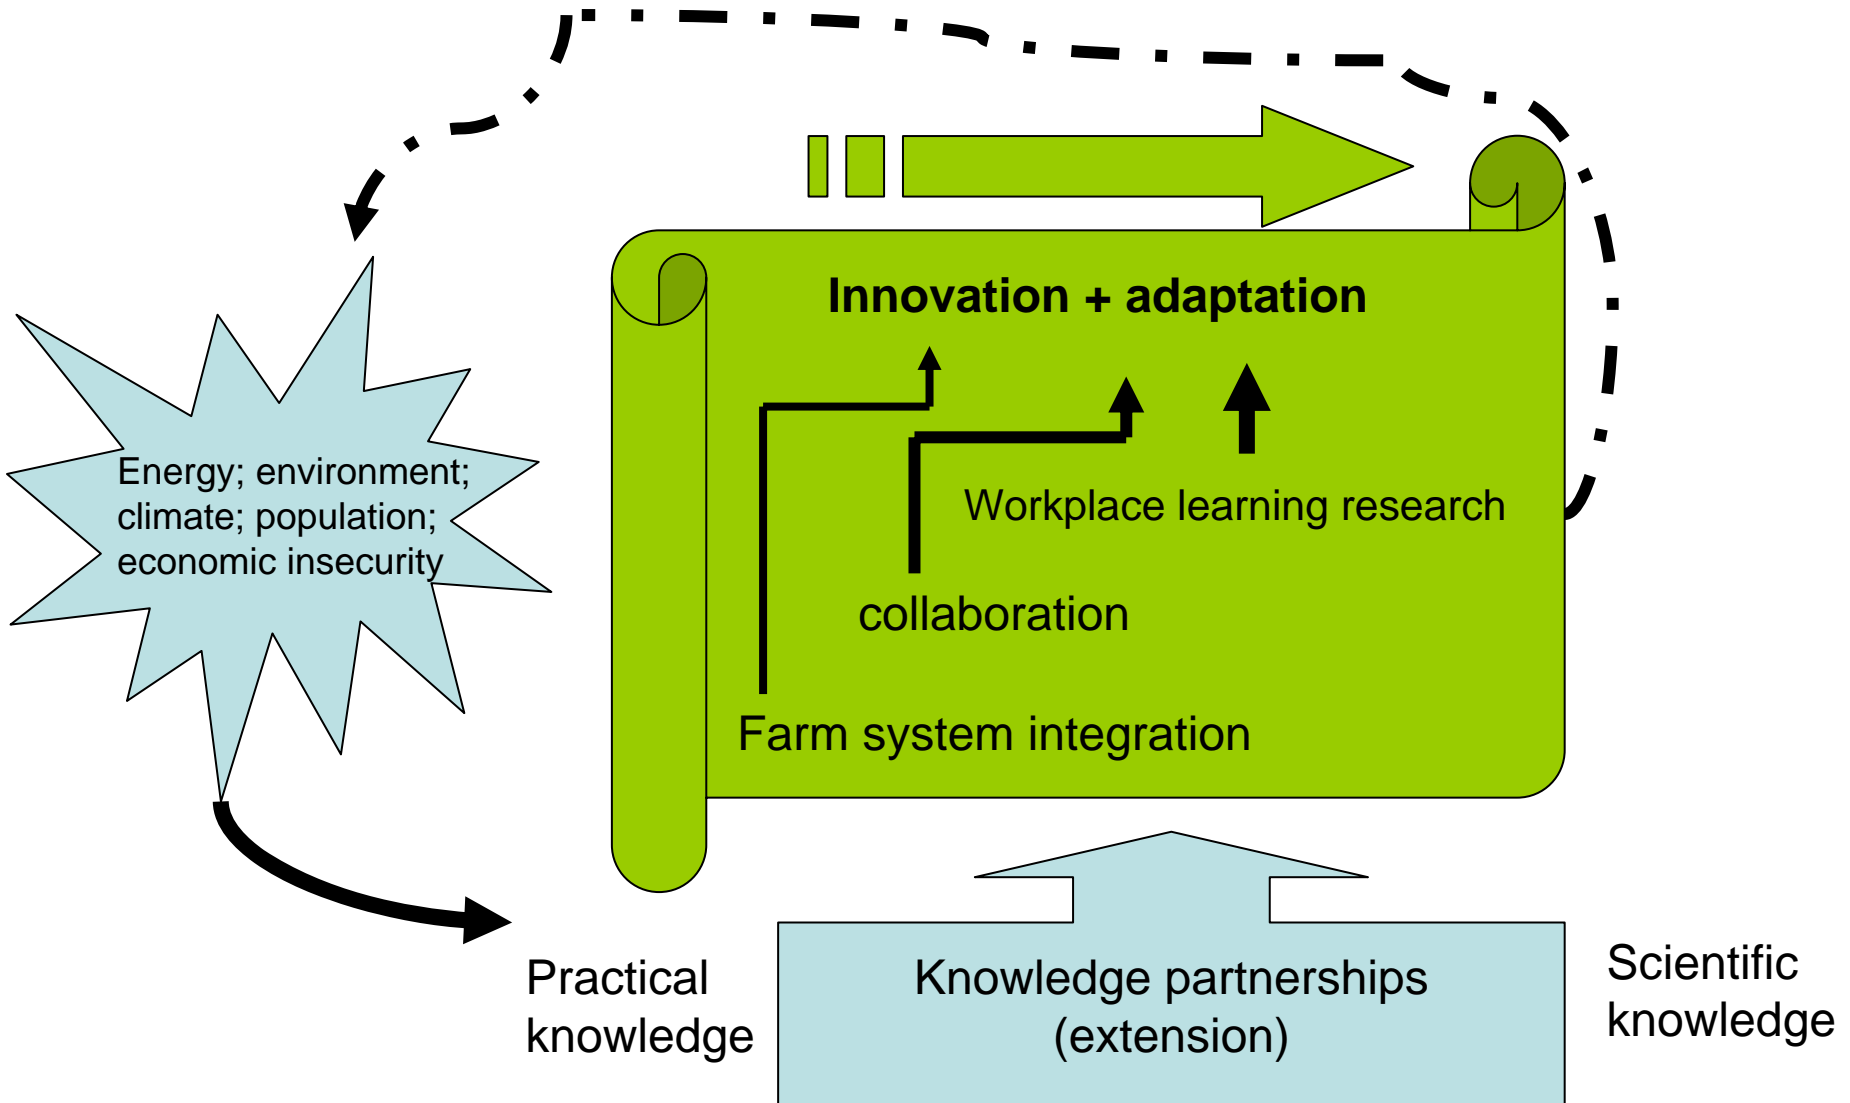 Innovation + adaptation
Energy; environment;
climate; population;
economic insecurity
Workplace learning research
collaboration
Farm system integration
Practical
knowledge
Knowledge partnerships
(extension)
Scientific
knowledge